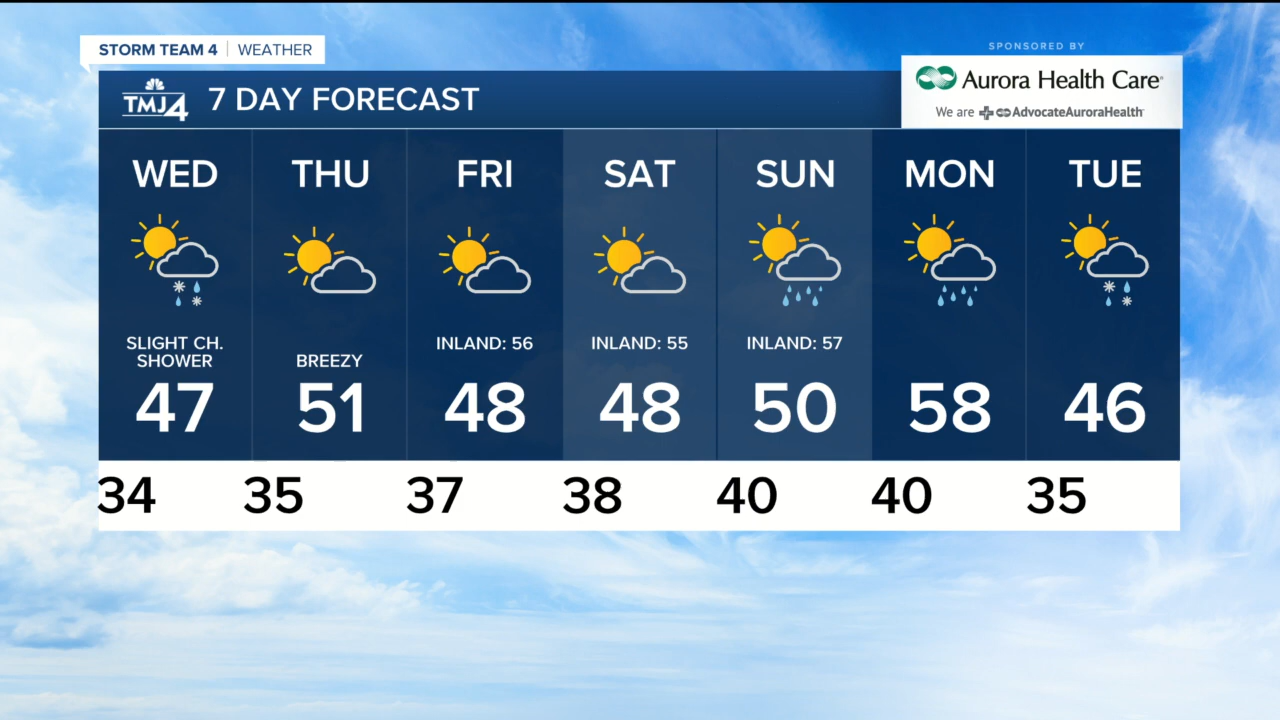 STORM TEAM 4 | WEATHER
SPONSORED BY
Aurora Health Care®
We are AdvocateAuroraHealth
TMJ4
7 DAY FORECAST
WED THU FRI SAT SUN MON TUE
SLIGHT CH. SHOWER
BREEZY
INLAND: 56
INLAND: 55
INLAND: 57
47 51 48 48 50 58 46
34 35 37 38 40 40 35